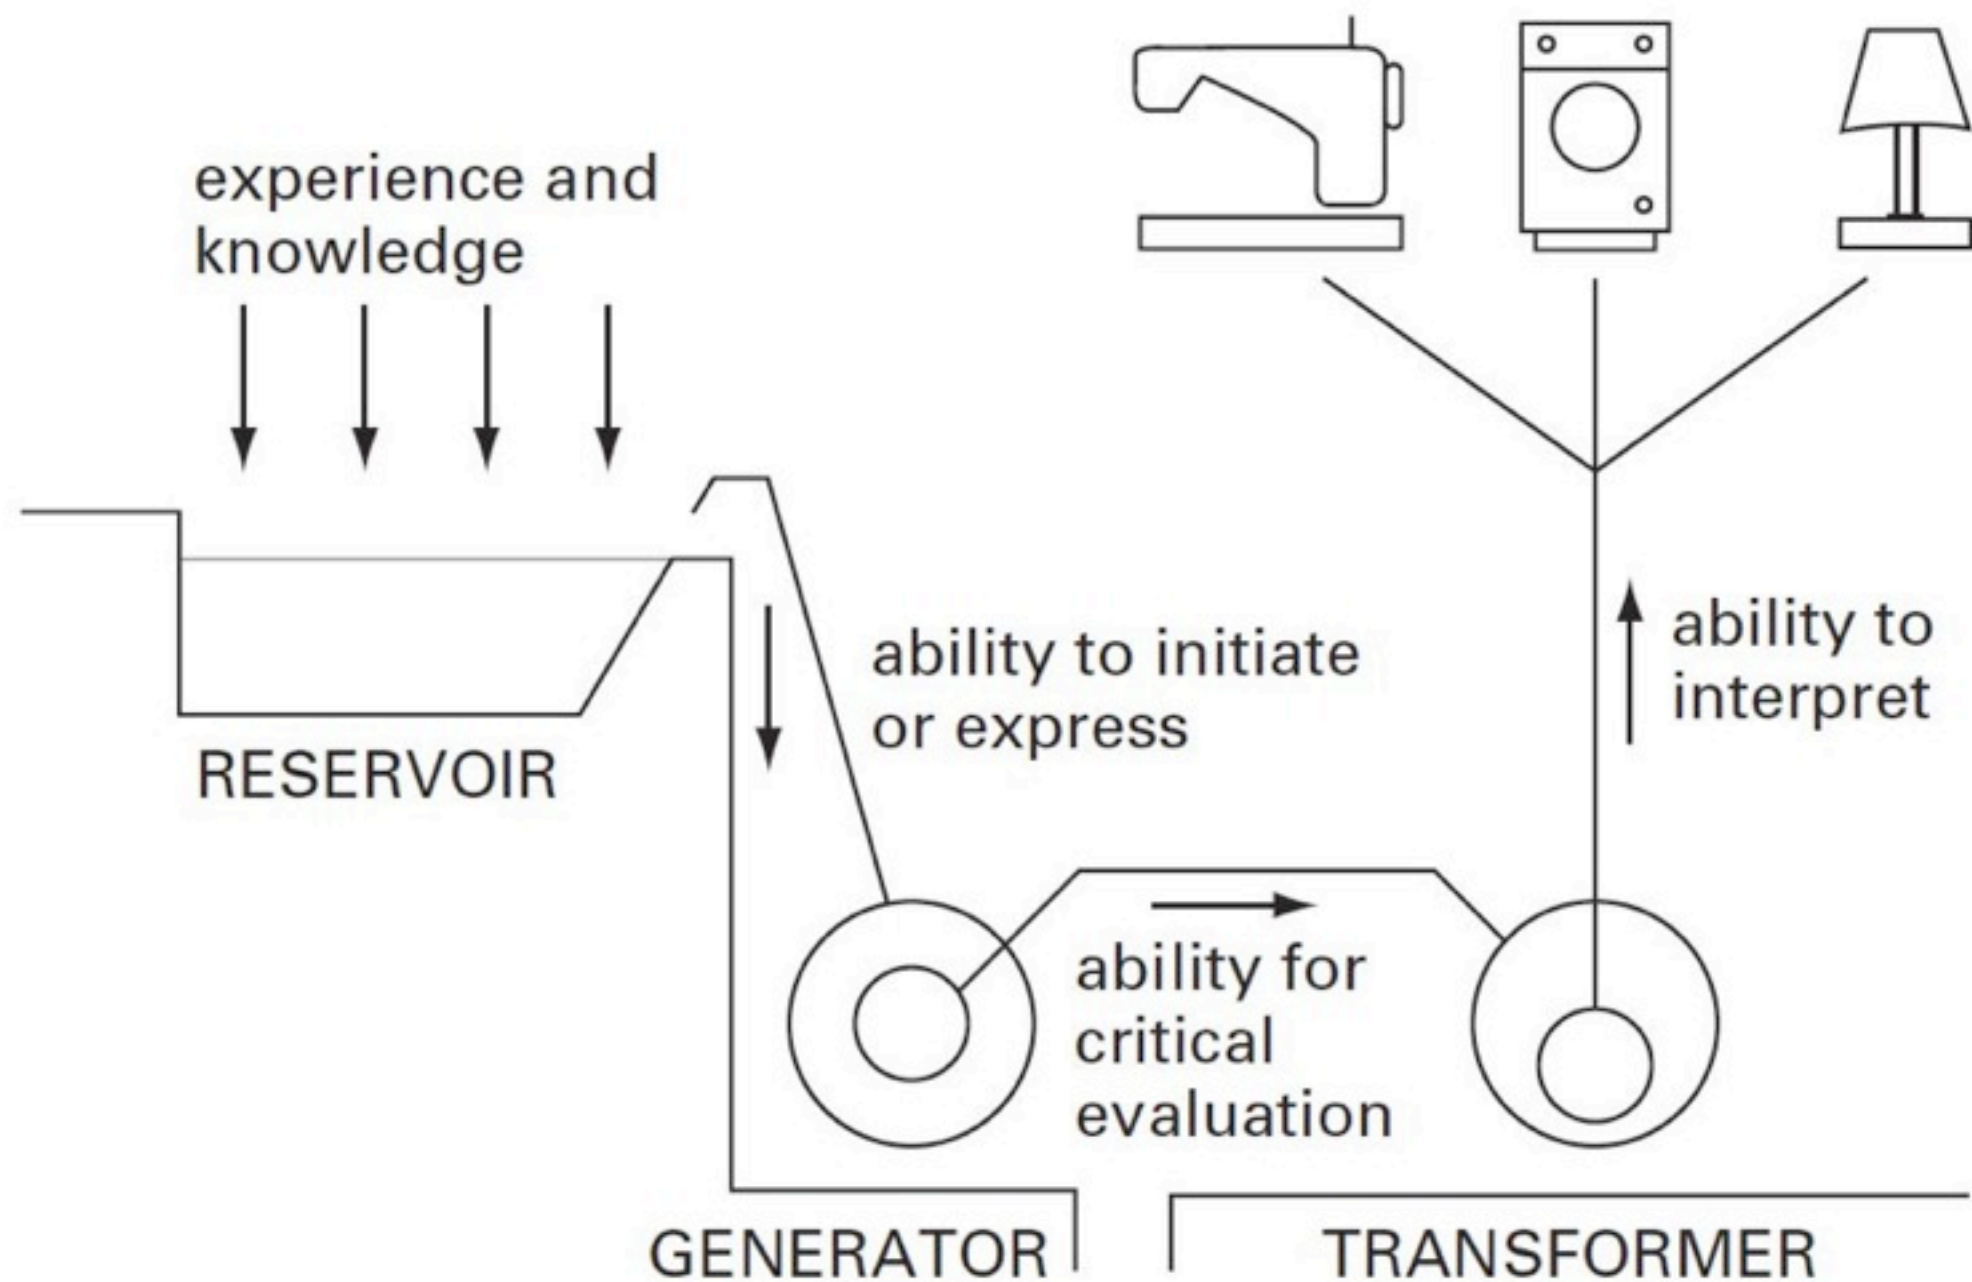 experience and
knowledge
RESERVOIR
ability to initiate
or express
ability to
interpret
ability for
critical
evaluation
GENERATOR
TRANSFORMER